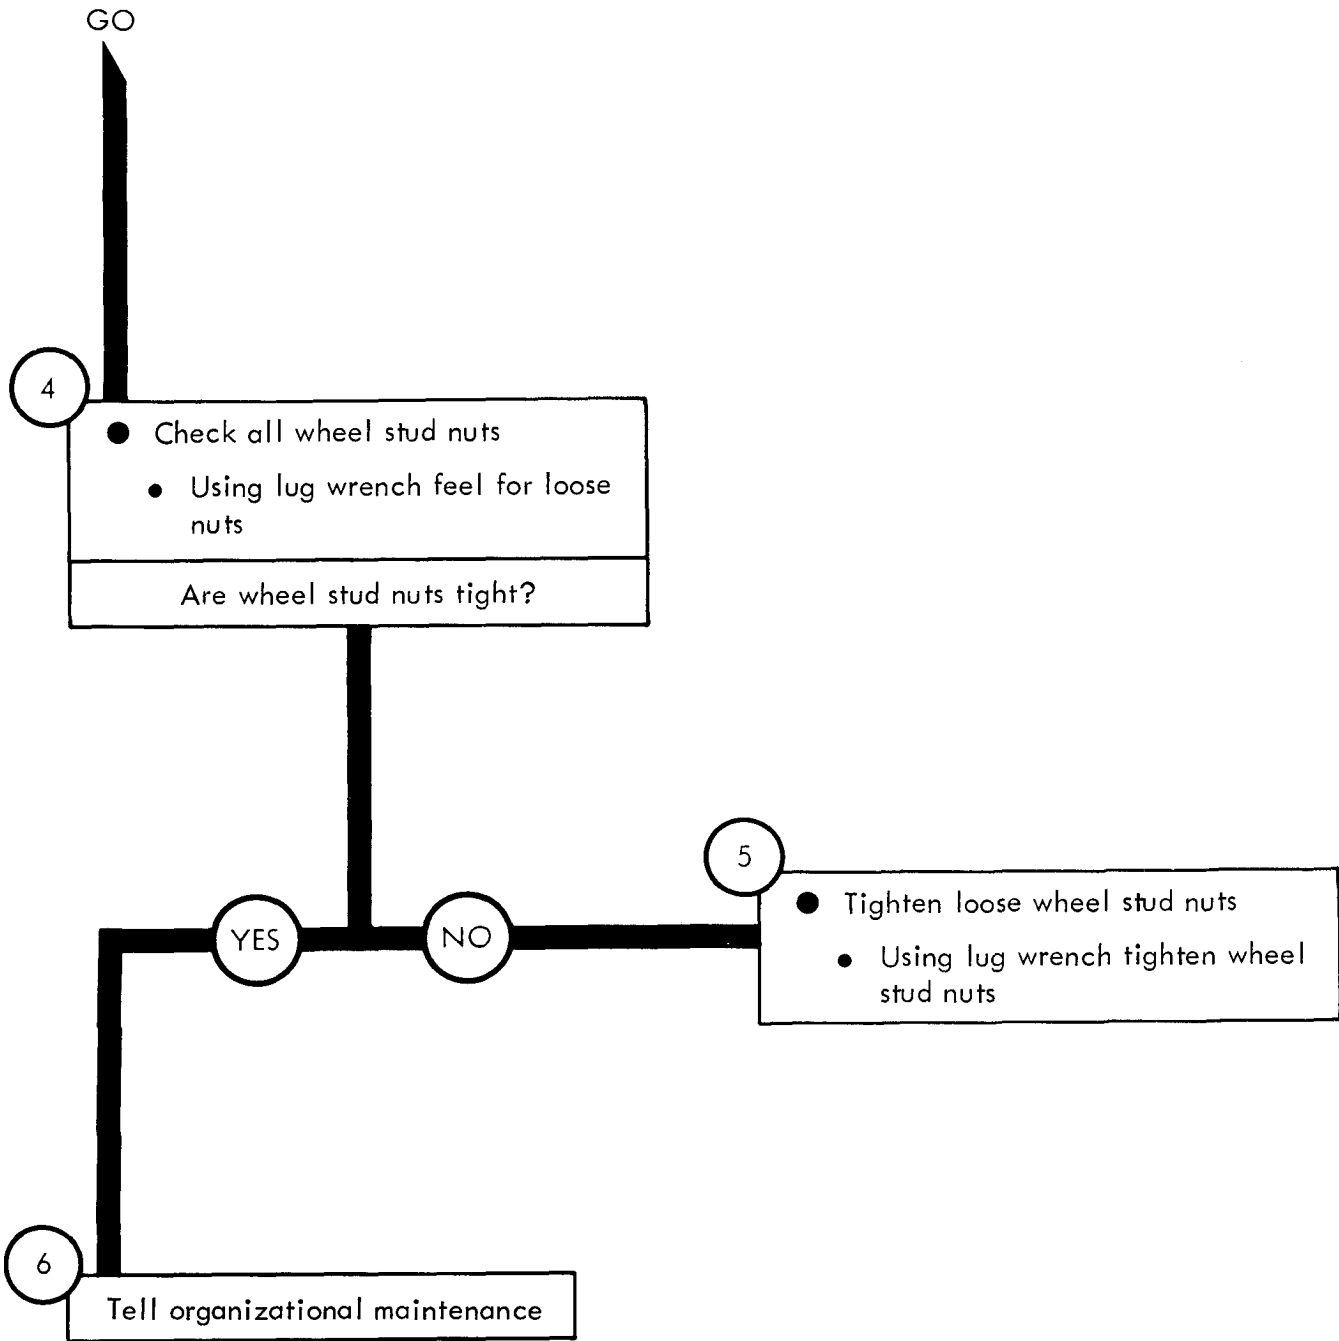 GO
4
● Check all wheel stud nuts
● Using lug wrench feel for loose
nuts
Are wheel stud nuts tight?
YES
NO
5
● Tighten loose wheel stud nuts
● Using lug wrench tighten wheel
stud nuts
6
Tell organizational maintenance